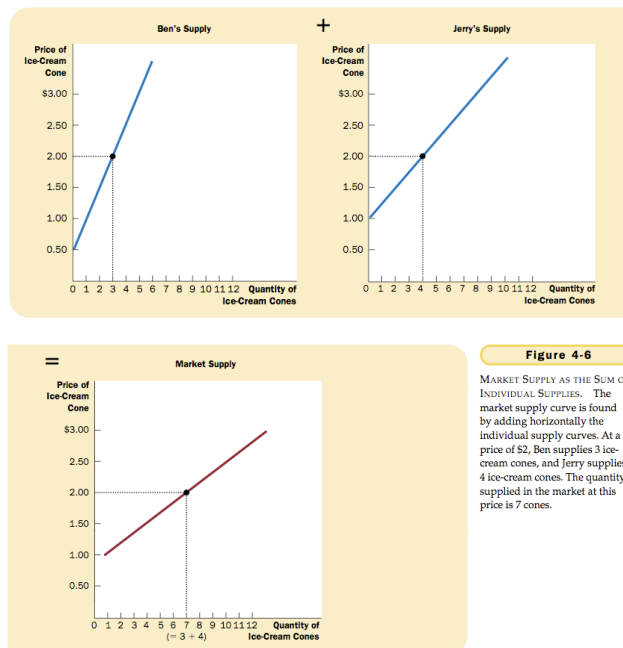 Ben's Supply
+
Jerry's Supply
Price of
Ice-Cream
Cone
$3.00
2.50
2.00
1.50
1.00
0.50
0 1 2 3 4 5 6 7 8 9 10 11 12 Quantity of
Ice-Cream Cones
Price of
Ice-Cream
Cone
$3.00
2.50
2.00
1.50
1.00
0.50
0 1 2 3 4 5 6 7 8 9 10 11 12 Quantity of
Ice-Cream Cones
=
Market Supply
Price of
Ice-Cream
Cone
$3.00
2.50
2.00
1.50
1.00
0.50
0 1 2 3 4 5 6 7 8 9 10 11 12 Quantity of
(= 3 + 4) Ice-Cream Cones
Figure 4-6
MARKET SUPPLY AS THE SUM O
INDIVIDUAL SUPPLIES. The
market supply curve is found
by adding horizontally the
individual supply curves. At a
price of $2, Ben supplies 3 ice-
cream cones, and Jerry supplies
4 ice-cream cones. The quantity
supplied in the market at this
price is 7 cones.